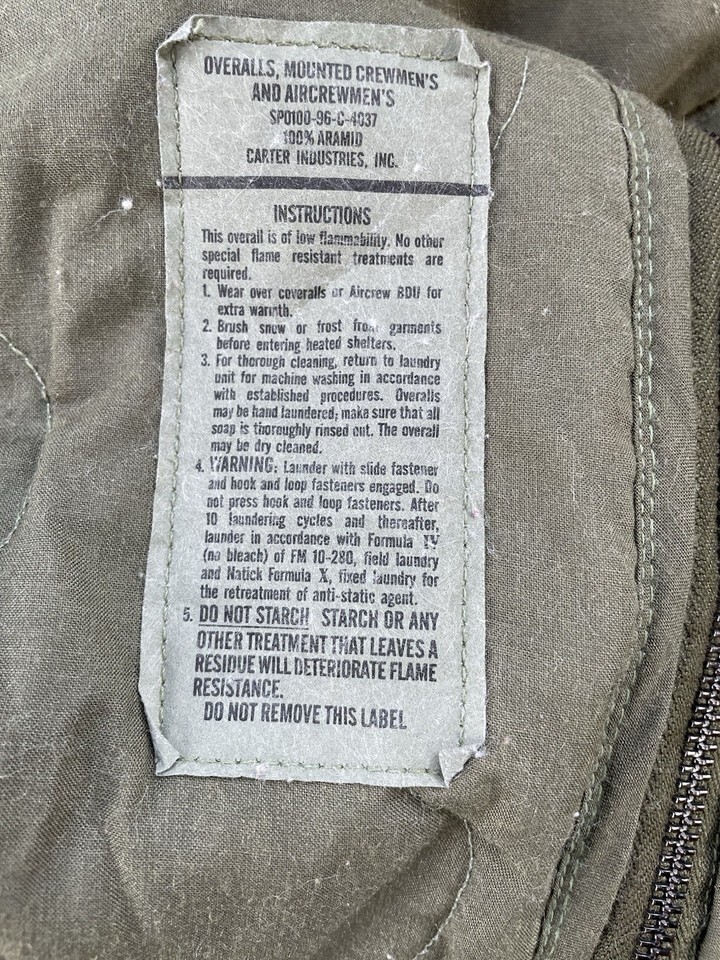 OVERALLS, MOUNTED CREWMEN'S
AND AIRCREWMEN'S
SP0100-96-C-4037
100% ARAMID
CARTER INDUSTRIES, INC.
INSTRUCTIONS
This overall is of low flammability. No other
special flame resistant treatments are
required.
1. Wear over coveralls or Aircrew BDU for
extra warmth.
2. Brush snow or frost from garments
before entering heated shelters.
3. For thorough cleaning, return to laundry
unit for machine washing in accordance
with established procedures. Overalls
may be hand laundered; make sure that all
soap is thoroughly rinsed out. The overall
may be dry cleaned.
4. WARNING: Launder with slide fastener
and hook and loop fasteners engaged. Do
not press hook and loop fasteners. After
10 laundering cycles and thereafter,
launder in accordance with Formula IV
(no bleach) of FM 10-280, field laundry
and Natick Formula X, fixed laundry for
the retreatment of anti-static agent.
5. DO NOT STARCH STARCH OR ANY
OTHER TREATMENT THAT LEAVES A
RESIDUE WILL DETERIORATE FLAME
RESISTANCE.
DO NOT REMOVE THIS LABEL